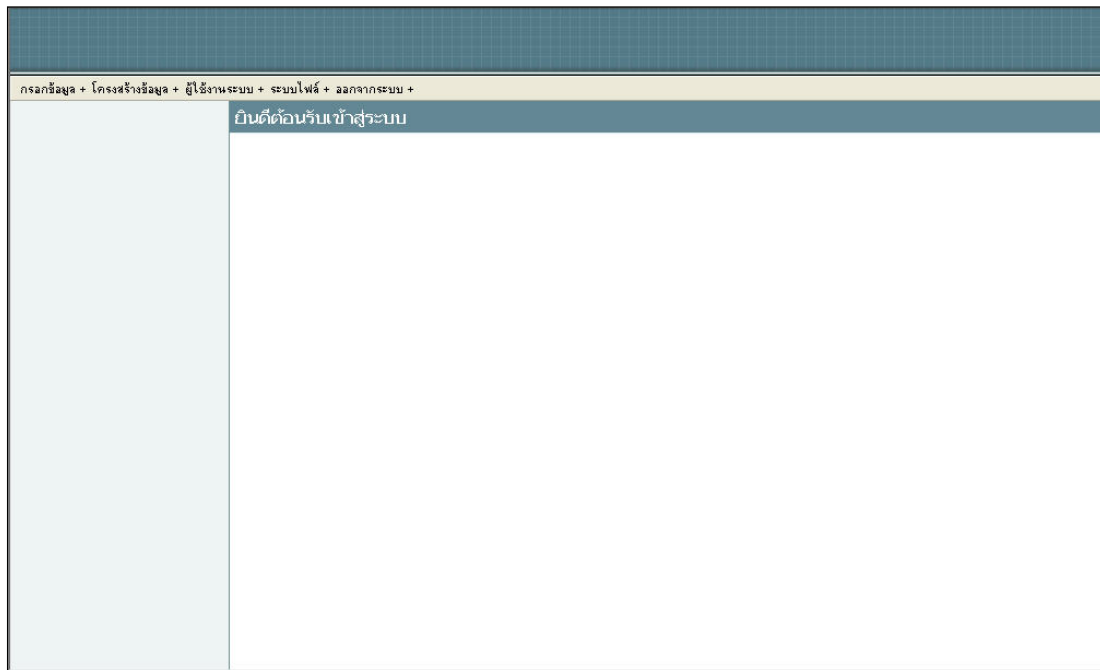 กรอกข้อมูล + โครงสร้างข้อมูล + ผู้ใช้งานระบบ + ระบบไฟล์ + ออกจากระบบ +
ยินดีต้อนรับเข้าสู่ระบบ